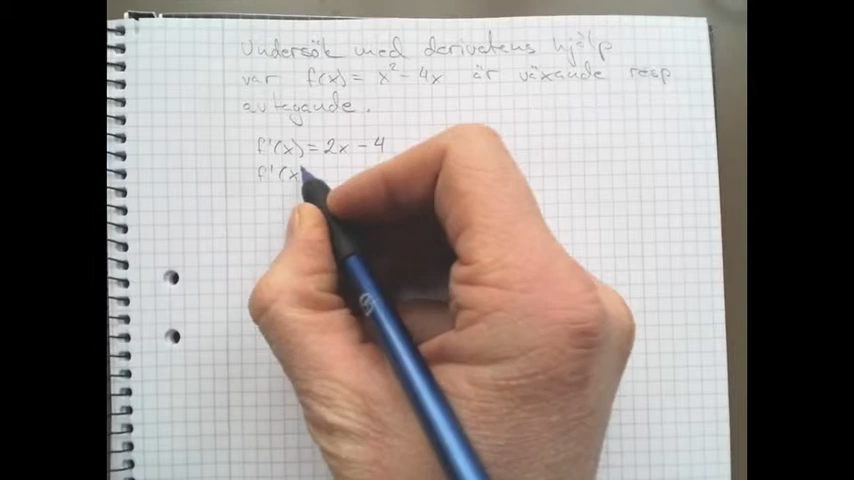 Undersök med derivatans hjälp
var f(x) = x² - 4x är växande resp
avtagande.
f'(x) = 2x - 4
f'(x